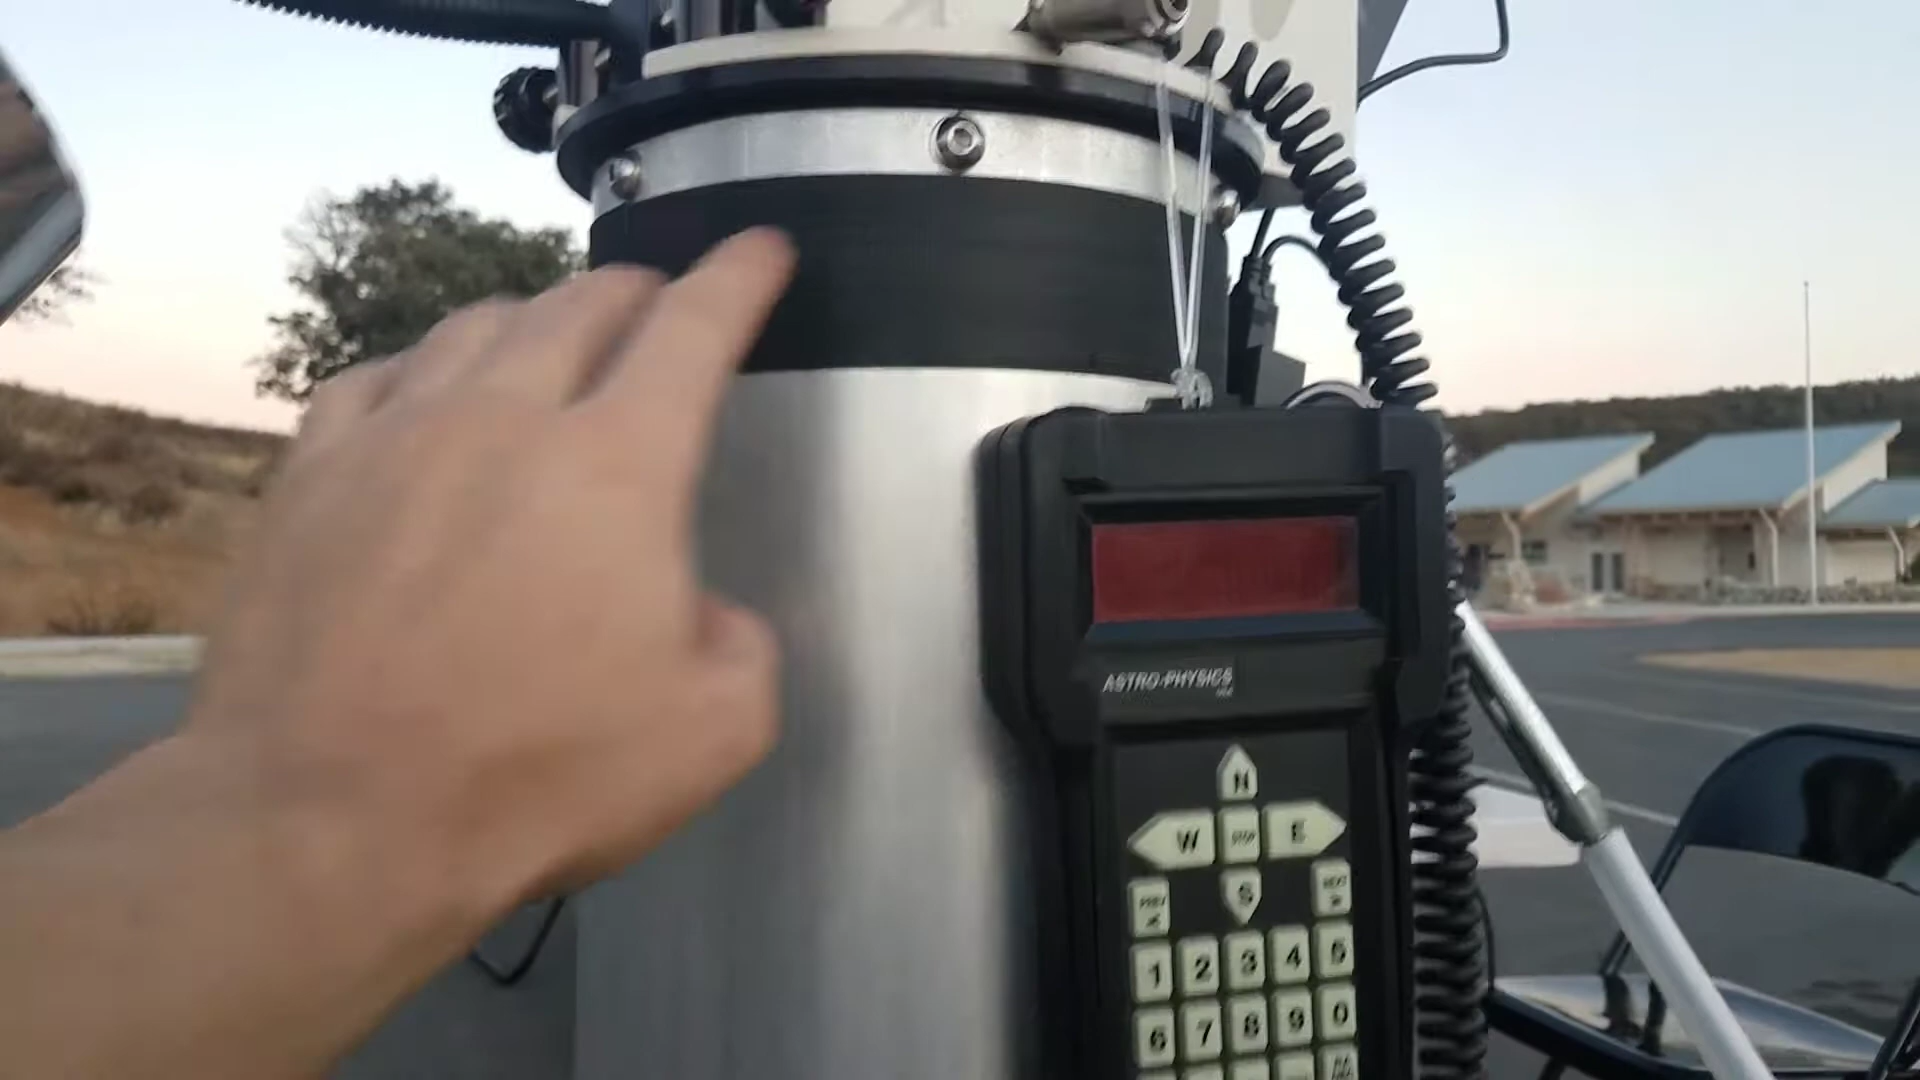 ASTRO-PHYSICS
N
W STOP E
S
PREV <
NEXT >
1 2 3 4 5
6 7 8 9 0